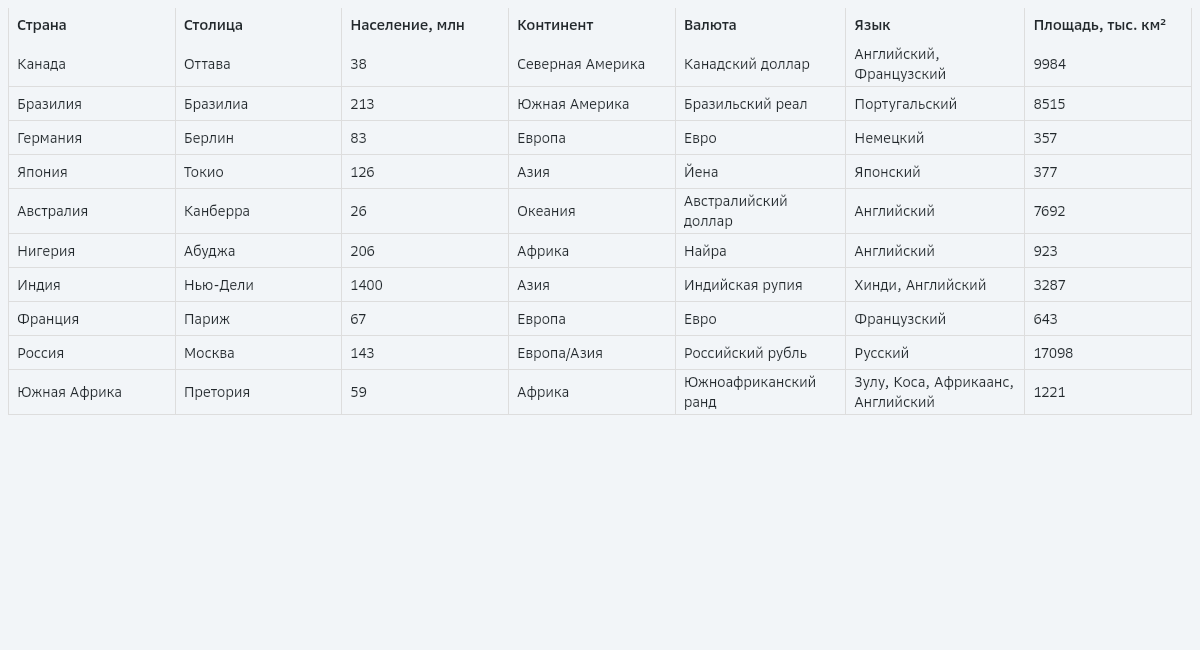 Страна Столица Население, млн Континент Валюта Язык Площадь, тыс. км²
Канада Оттава 38 Северная Америка Канадский доллар Английский, Французский 9984
Бразилия Бразилиа 213 Южная Америка Бразильский реал Португальский 8515
Германия Берлин 83 Европа Евро Немецкий 357
Япония Токио 126 Азия Йена Японский 377
Австралия Канберра 26 Океания Австралийский доллар Английский 7692
Нигерия Абуджа 206 Африка Найра Английский 923
Индия Нью-Дели 1400 Азия Индийская рупия Хинди, Английский 3287
Франция Париж 67 Европа Евро Французский 643
Россия Москва 143 Европа/Азия Российский рубль Русский 17098
Южная Африка Претория 59 Африка Южноафриканский ранд Зулу, Коса, Африкаанс, Английский 1221